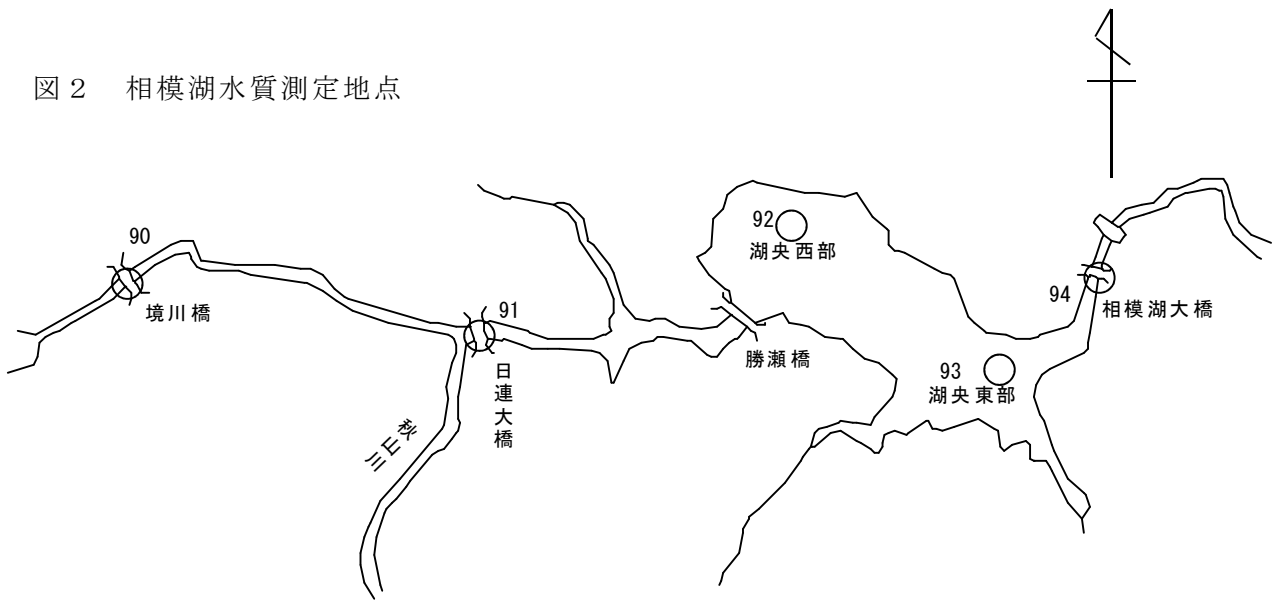 図２　相模湖水質測定地点
90
境川橋
91
日連大橋
秋山川
92
湖央西部
勝瀬橋
93
湖央東部
94
相模湖大橋